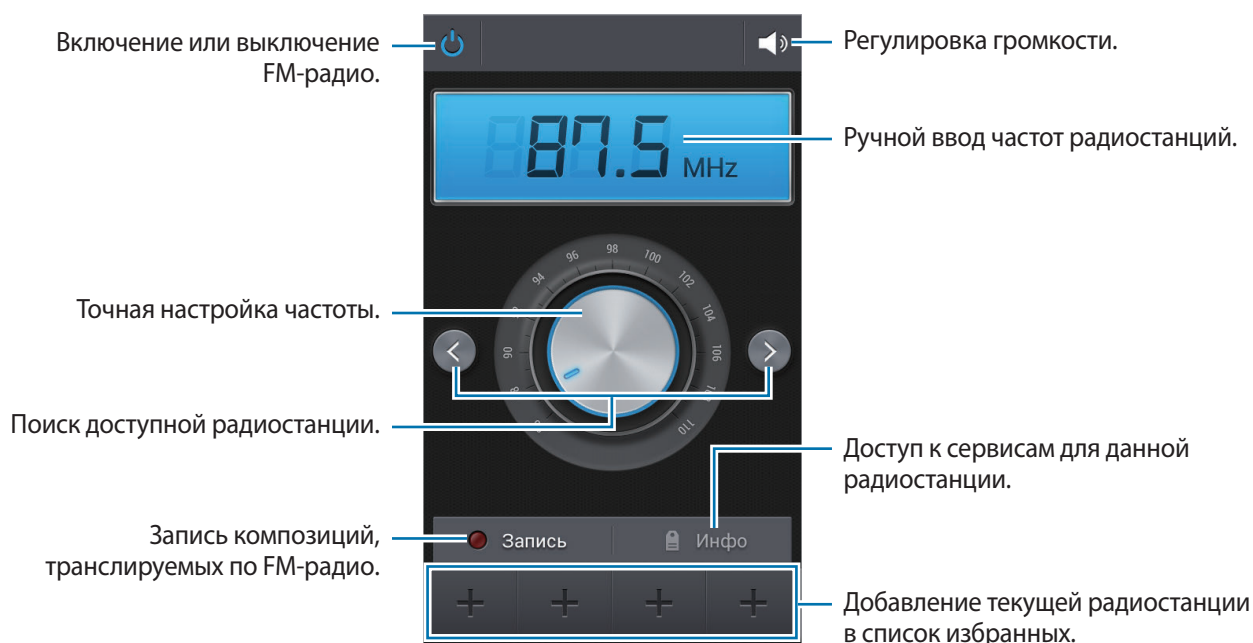 Включение или выключение
FM-радио.
Регулировка громкости.
87.5 MHz
Ручной ввод частот радиостанций.
94
96
98
100
102
104
106
110
90
Точная настройка частоты.
Поиск доступной радиостанции.
Доступ к сервисам для данной
радиостанции.
Запись композиций,
транслируемых по FM-радио.
Запись
Инфо
Добавление текущей радиостанции
в список избранных.